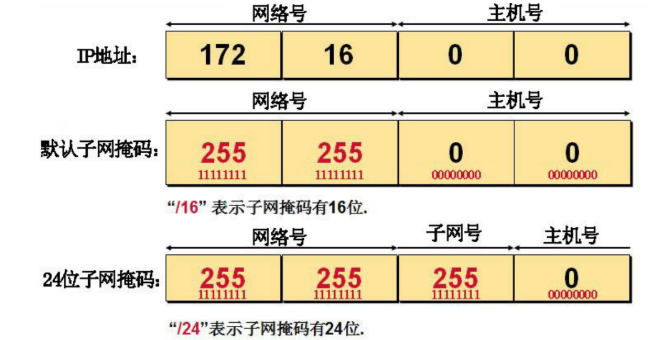 网络号 主机号
IP地址: 172 16 0 0
网络号 主机号
默认子网掩码: 255 255 0 0
11111111 11111111 00000000 00000000
“/16” 表示子网掩码有16位.
网络号 子网号 主机号
24位子网掩码: 255 255 255 0
11111111 11111111 11111111 00000000
“/24”表示子网掩码有24位.